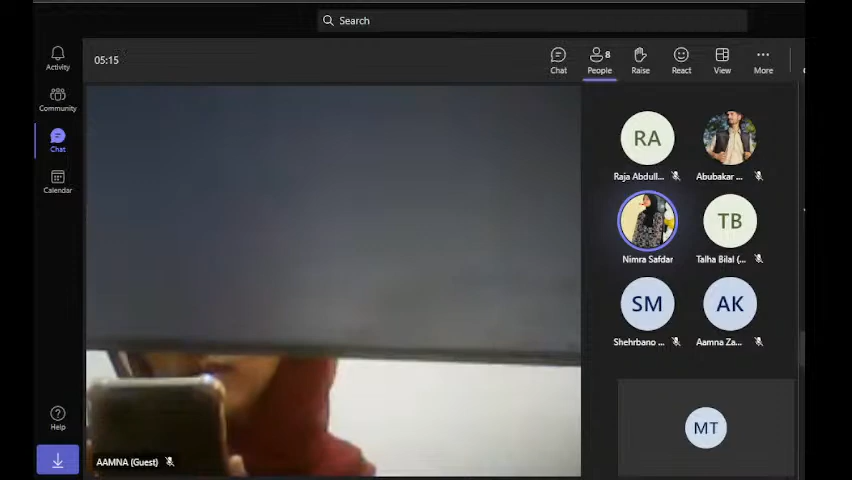 Search
Activity
Community
Chat
Calendar
Help
05:15
Chat
8
People
Raise
React
View
More
RA
Raja Abdull...
Abubakar ...
Nimra Safdar
TB
Talha Bilal (...
SM
Shehrbano ...
AK
Aamna Za...
MT
AAMNA (Guest)